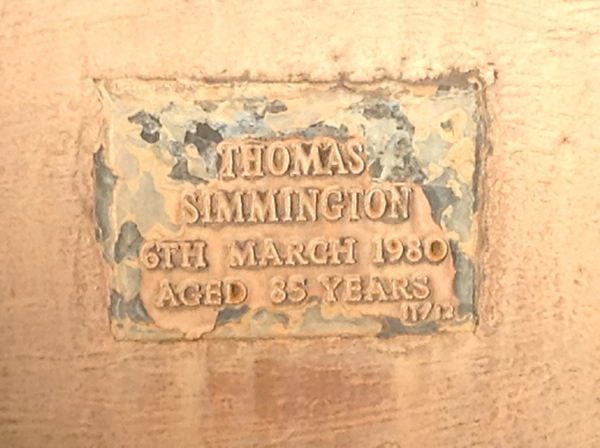 THOMAS
SIMMINGTON
6TH MARCH 1980
AGED 85 YEARS